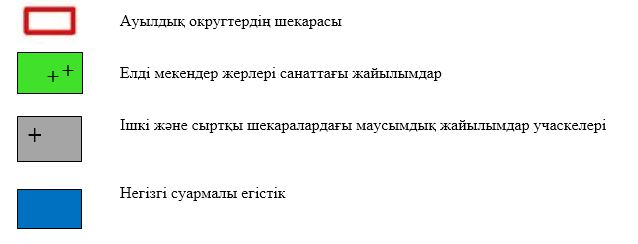 Ауылдық округтердің шекарасы
Елді мекендер жерлері санаттағы жайылымдар
Ішкі және сыртқы шекаралардағы маусымдық жайылымдар учаскелері
Негізгі суармалы егістік